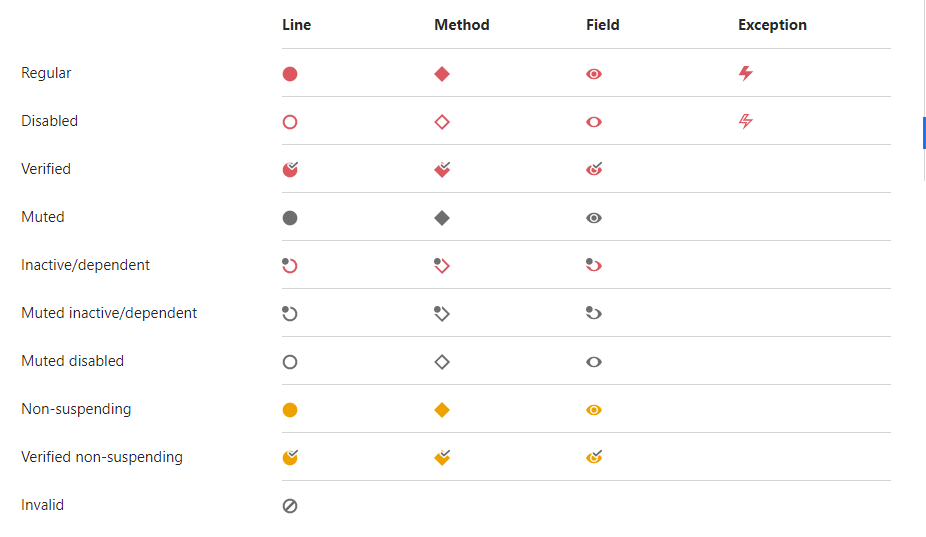 Line Method Field Exception
Regular
Disabled
Verified
Muted
Inactive/dependent
Muted inactive/dependent
Muted disabled
Non-suspending
Verified non-suspending
Invalid